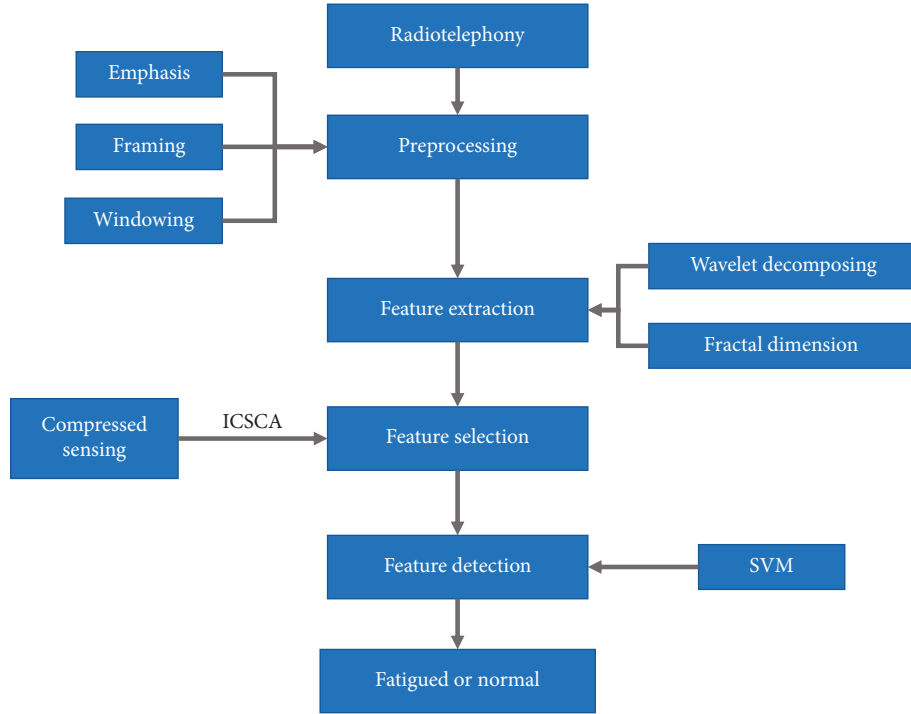 Radiotelephony
Emphasis
Framing
Preprocessing
Windowing
Wavelet decomposing
Feature extraction
Fractal dimension
Compressed
sensing
ICSCA
Feature selection
Feature detection
SVM
Fatigued or normal